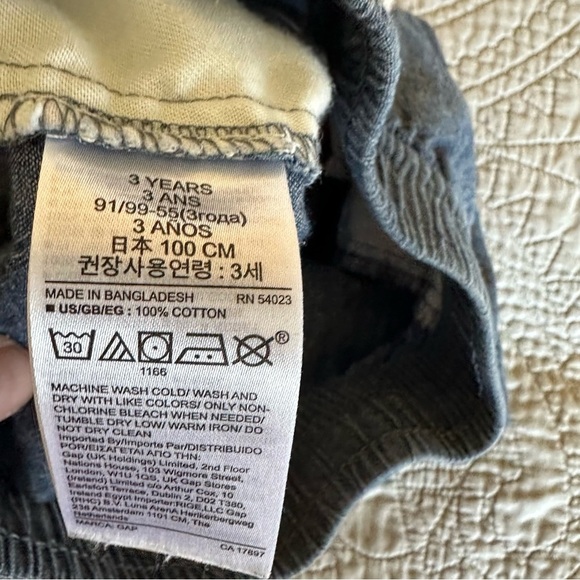 3 YEARS
3 ANS
91/99-55(3года)
3 AÑOS
日本 100 CM
권장사용연령 : 3세
MADE IN BANGLADESH RN 54023
■ US/GB/EG : 100% COTTON
30 ®
1166
MACHINE WASH COLD/ WASH AND
DRY WITH LIKE COLORS/ ONLY NON-
CHLORINE BLEACH WHEN NEEDED/
TUMBLE DRY LOW/ WARM IRON/ DO
NOT DRY CLEAN
Imported By/Importe Par/DISTRIBUIDO
POR/ΕΙΣΑΓΕΤΑΙ ΑΠΟ ΤΗΝ:
Gap (UK Holdings) Limited, 2nd Floor
Nations House, 103 Wigmore Street,
London, W1U 1QS, UK Gap Stores
(Ireland) Limited c/o Arthur Cox, 10
Earlsfort Terrace, Dublin 2, D02 T380,
Ireland Egypt Importer:RIGE,LLC Gap
(RHC) B.V. Luna Arena Herikerbergweg
238 Amsterdam 1101 CM, The
Netherlands
MARCA: GAP CA 17897